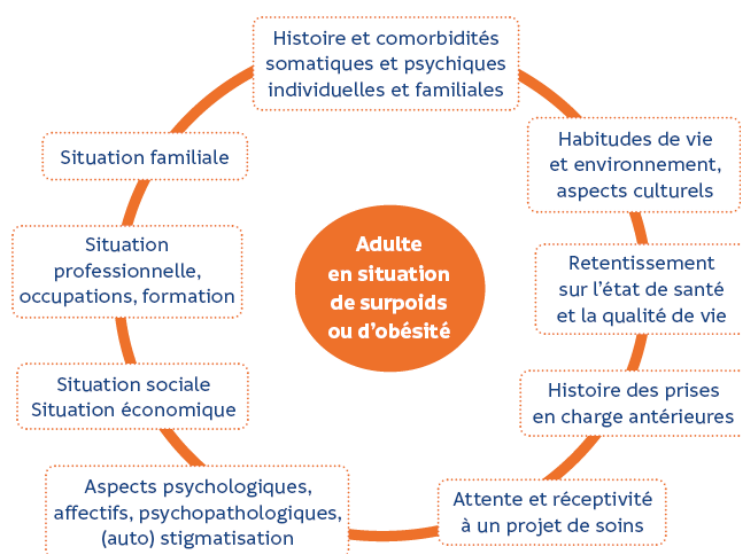 Histoire et comorbidités
somatiques et psychiques
individuelles et familiales
Habitudes de vie
et environnement,
aspects culturels
Retentissement
sur l'état de santé
et la qualité de vie
Histoire des prises
en charge antérieures
Attente et réceptivité
à un projet de soins
Aspects psychologiques,
affectifs, psychopathologiques,
(auto) stigmatisation
Situation sociale
Situation économique
Situation
professionnelle,
occupations, formation
Situation familiale
Adulte
en situation
de surpoids
ou d'obésité